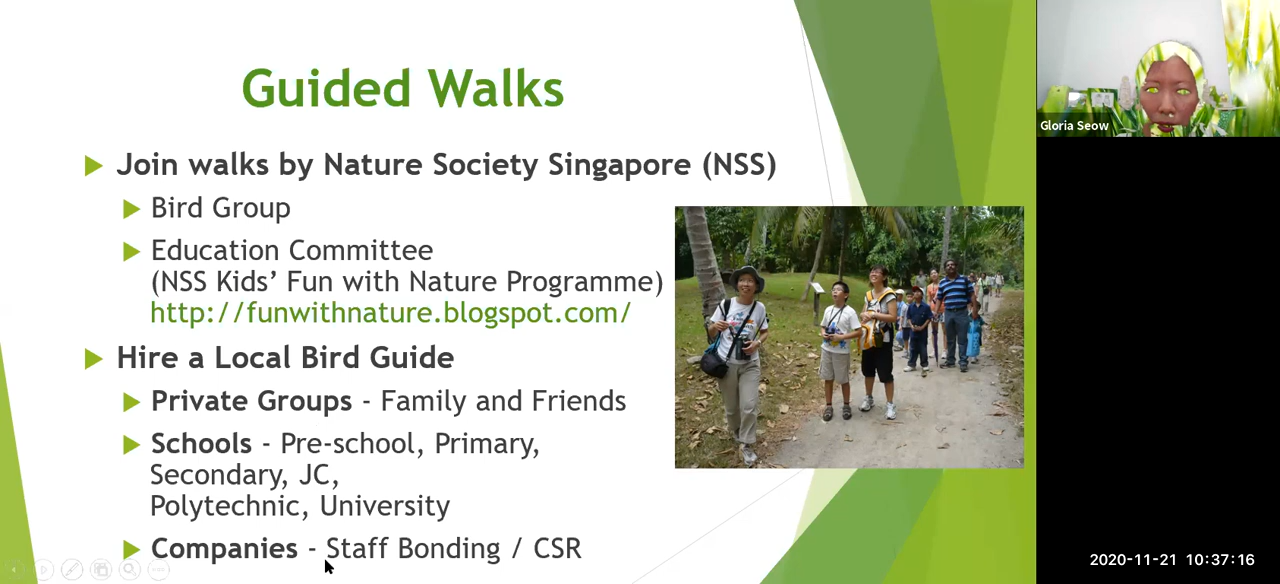 Guided Walks
Join walks by Nature Society Singapore (NSS)
Bird Group
Education Committee
(NSS Kids’ Fun with Nature Programme)
http://funwithnature.blogspot.com/
Hire a Local Bird Guide
Private Groups - Family and Friends
Schools - Pre-school, Primary,
Secondary, JC,
Polytechnic, University
Companies - Staff Bonding / CSR
Gloria Seow
2020-11-21 10:37:16